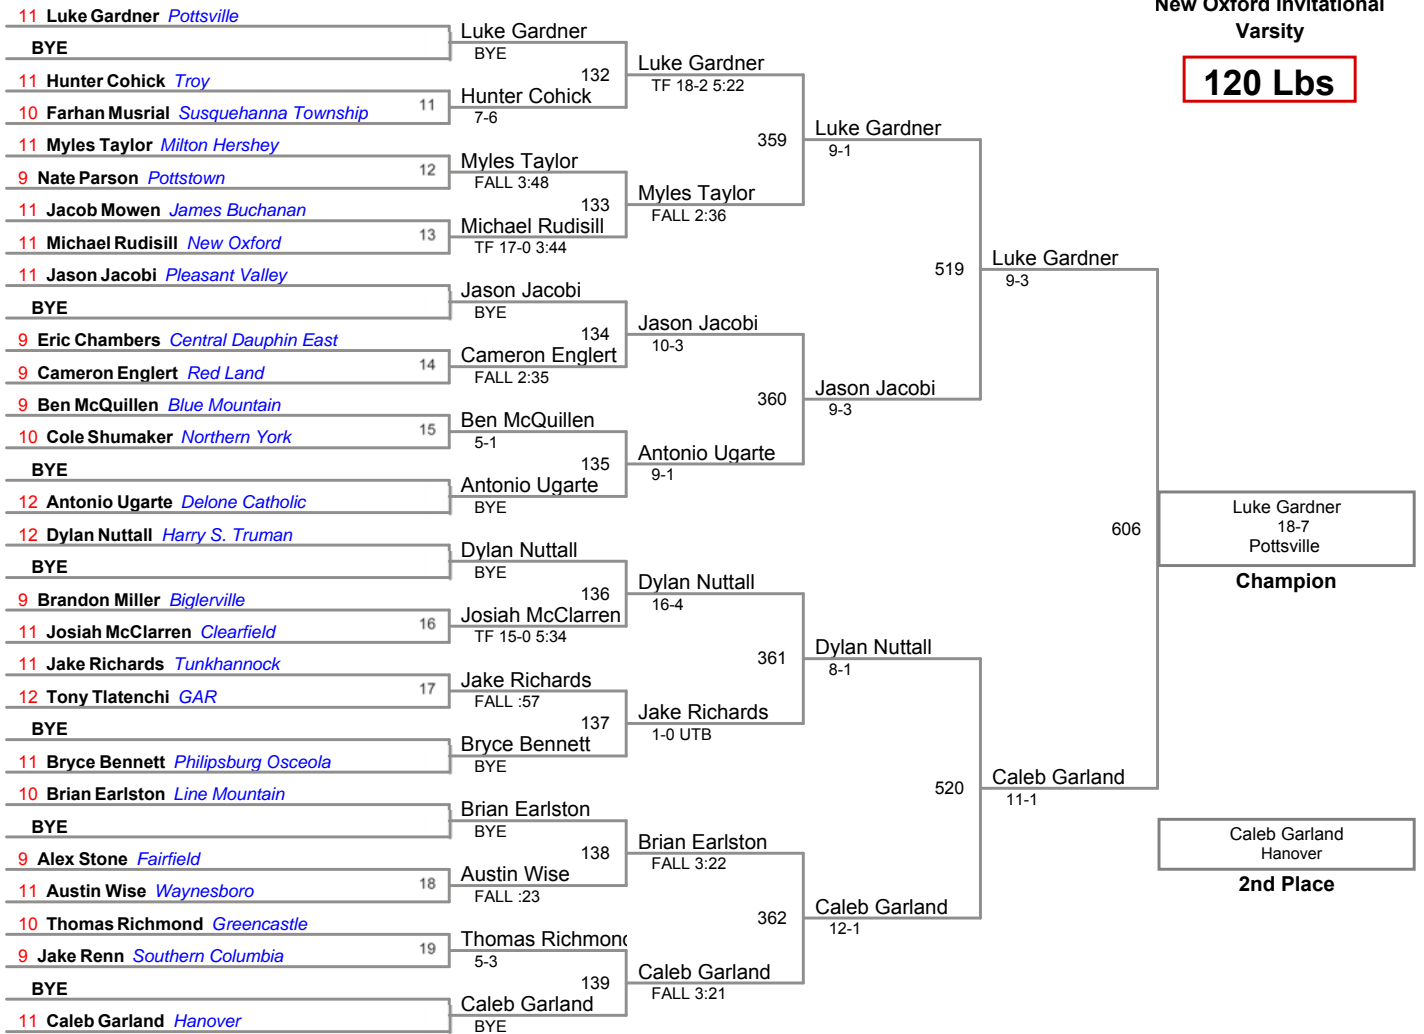 New Oxford Invitational
Varsity
120 Lbs
11 Luke Gardner Pottsville
BYE
11 Hunter Cohick Troy
10 Farhan Musrial Susquehanna Township
11 Myles Taylor Milton Hershey
9 Nate Parson Pottstown
11 Jacob Mowen James Buchanan
11 Michael Rudisill New Oxford
11 Jason Jacobi Pleasant Valley
BYE
9 Eric Chambers Central Dauphin East
9 Cameron Englert Red Land
9 Ben McQuillen Blue Mountain
10 Cole Shumaker Northern York
BYE
12 Antonio Ugarte Delone Catholic
12 Dylan Nuttall Harry S. Truman
BYE
9 Brandon Miller Biglerville
11 Josiah McClarren Clearfield
11 Jake Richards Tunkhannock
12 Tony Tlatenchi GAR
BYE
11 Bryce Bennett Philipsburg Osceola
10 Brian Earlston Line Mountain
BYE
9 Alex Stone Fairfield
11 Austin Wise Waynesboro
10 Thomas Richmond Greencastle
9 Jake Renn Southern Columbia
BYE
11 Caleb Garland Hanover
11
12
13
14
15
16
17
18
19
Luke Gardner
BYE
Hunter Cohick
7-6
Myles Taylor
FALL 3:48
Michael Rudisill
TF 17-0 3:44
Jason Jacobi
BYE
Cameron Englert
FALL 2:35
Ben McQuillen
5-1
Antonio Ugarte
BYE
Dylan Nuttall
BYE
Josiah McClarren
TF 15-0 5:34
Jake Richards
FALL :57
Bryce Bennett
BYE
Brian Earlston
BYE
Austin Wise
FALL :23
Thomas Richmond
5-3
Caleb Garland
BYE
132
133
134
135
136
137
138
139
Luke Gardner
TF 18-2 5:22
Myles Taylor
FALL 2:36
Jason Jacobi
10-3
Antonio Ugarte
9-1
Dylan Nuttall
16-4
Jake Richards
1-0 UTB
Brian Earlston
FALL 3:22
Caleb Garland
FALL 3:21
359
360
361
362
Luke Gardner
9-1
Jason Jacobi
9-3
Dylan Nuttall
8-1
Caleb Garland
12-1
519
520
Luke Gardner
9-3
Caleb Garland
11-1
606
Luke Gardner
18-7
Pottsville
Champion
Caleb Garland
Hanover
2nd Place